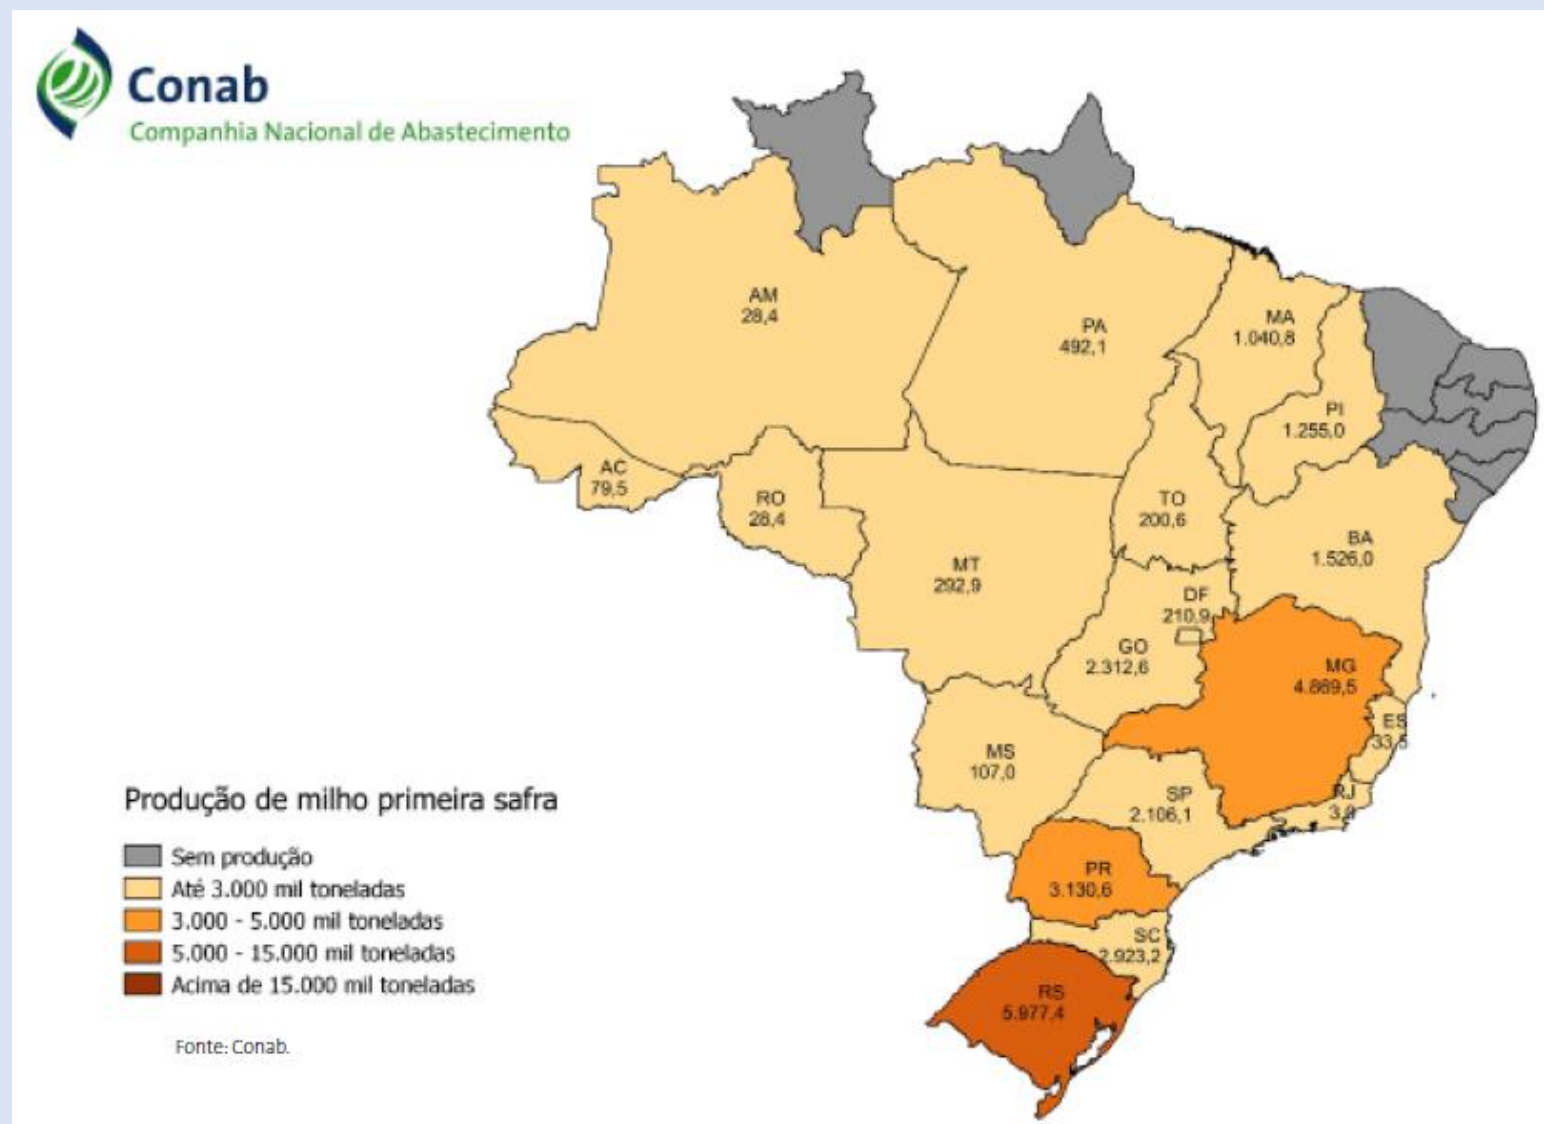 Conab
Companhia Nacional de Abastecimento
AM
28,4
PA
492,1
MA
1.040,8
PI
1.255,0
AC
79,5
RO
28,4
TO
200,6
BA
1.526,0
MT
292,9
DF
210,9
GO
2.312,6
MG
4.869,5
ES
33,5
MS
107,0
SP
2.106,1
RJ
PR
3.130,6
SC
2.923,2
RS
5.977,4
Produção de milho primeira safra
Sem produção
Até 3.000 mil toneladas
3.000 - 5.000 mil toneladas
5.000 - 15.000 mil toneladas
Acima de 15.000 mil toneladas
Fonte: Conab.